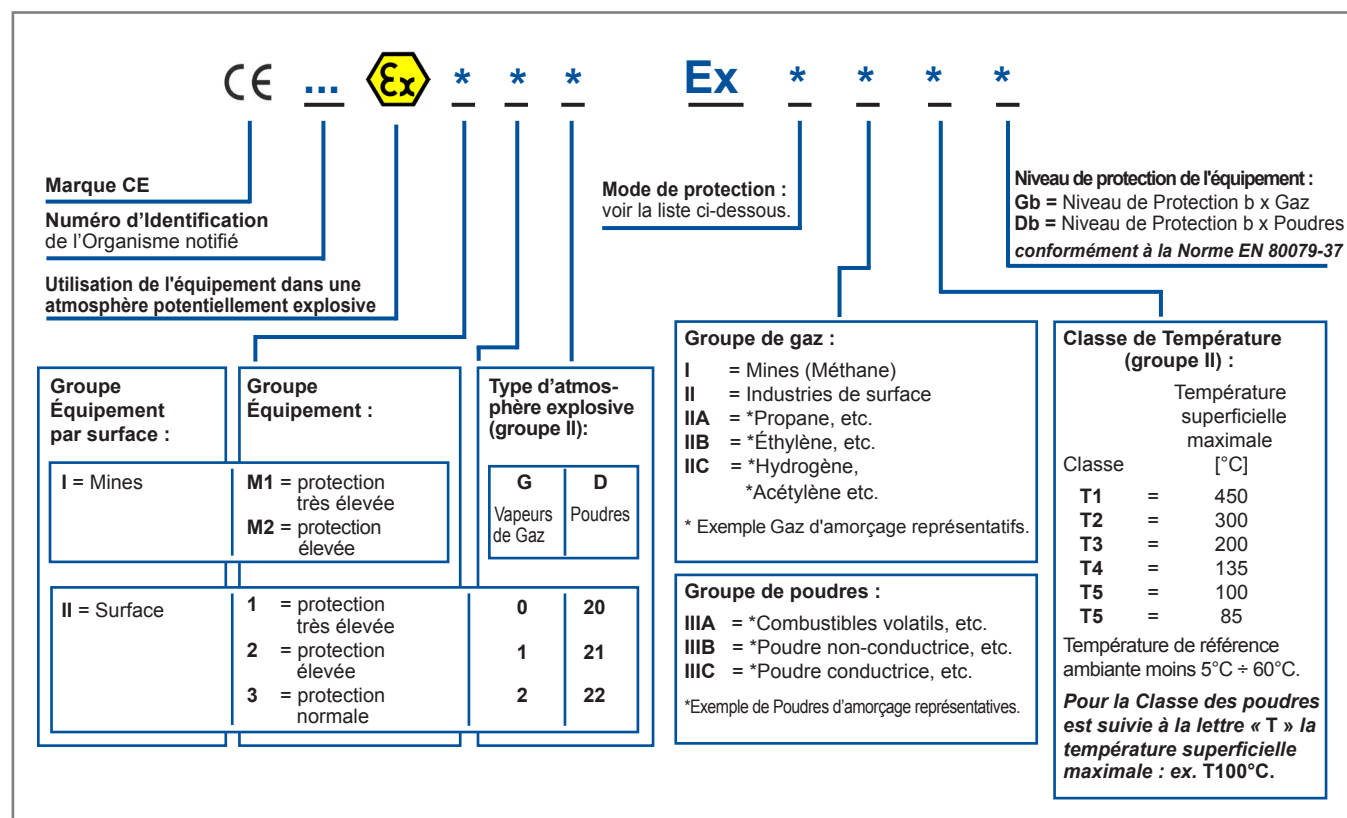 CE ... Ex * * * Ex * * * *
Marque CE
Numéro d’Identification
de l’Organisme notifié
Utilisation de l'équipement dans une
atmosphère potentiellement explosive
Mode de protection :
voir la liste ci-dessous.
Niveau de protection de l'équipement :
Gb = Niveau de Protection b x Gaz
Db = Niveau de Protection b x Poudres
conformément à la Norme EN 80079-37
Groupe
Équipement
par surface :
Groupe
Équipement :
Type d’atmos-
phère explosive
(groupe II):
I = Mines
M1 = protection
très élevée
M2 = protection
élevée
G D
Vapeurs
de Gaz
Poudres
II = Surface
1 = protection
très élevée
0 20
2 = protection
élevée
1 21
3 = protection
normale
2 22
Groupe de gaz :
I = Mines (Méthane)
II = Industries de surface
IIA = *Propane, etc.
IIB = *Éthylène, etc.
IIC = *Hydrogène,
*Acétylène etc.
* Exemple Gaz d'amorçage représentatifs.
Groupe de poudres :
IIIA = *Combustibles volatils, etc.
IIIB = *Poudre non-conductrice, etc.
IIIC = *Poudre conductrice, etc.
*Exemple de Poudres d’amorçage représentatives.
Classe de Température
(groupe II) :
Température
superficielle
maximale
Classe [°C]
T1 = 450
T2 = 300
T3 = 200
T4 = 135
T5 = 100
T5 = 85
Température de référence
ambiante moins 5°C ÷ 60°C.
Pour la Classe des poudres
est suivie à la lettre « T » la
température superficielle
maximale : ex. T100°C.